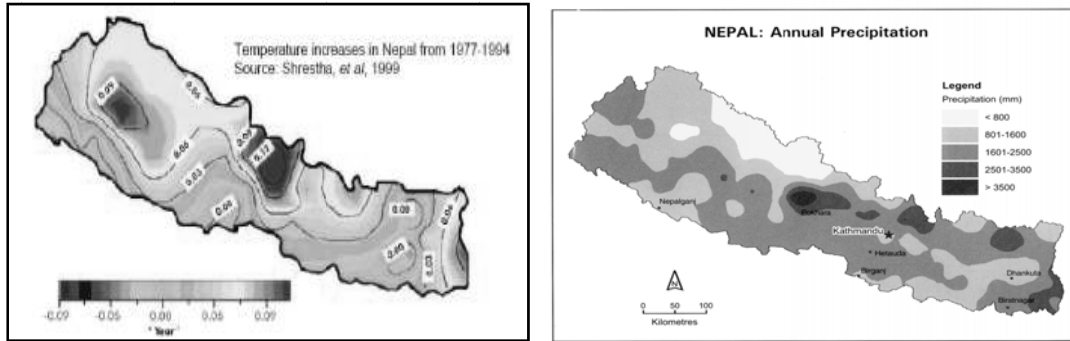 Temperature increases in Nepal from 1977-1994
Source: Shrestha, et al, 1999
0.09
0.06
0.06
0.12
0.06
0.03
0.00
0.06
0.03
-0.09 -0.05 0.00 0.05 0.09
Year
NEPAL: Annual Precipitation
Legend
Precipitation (mm)
< 800
801-1600
1601-2500
2501-3500
> 3500
Nepalganj
Pokhara
Kathmandu
Hetauda
Birganj
Dhankuta
Biratnagar
N
0 50 100
Kilometres